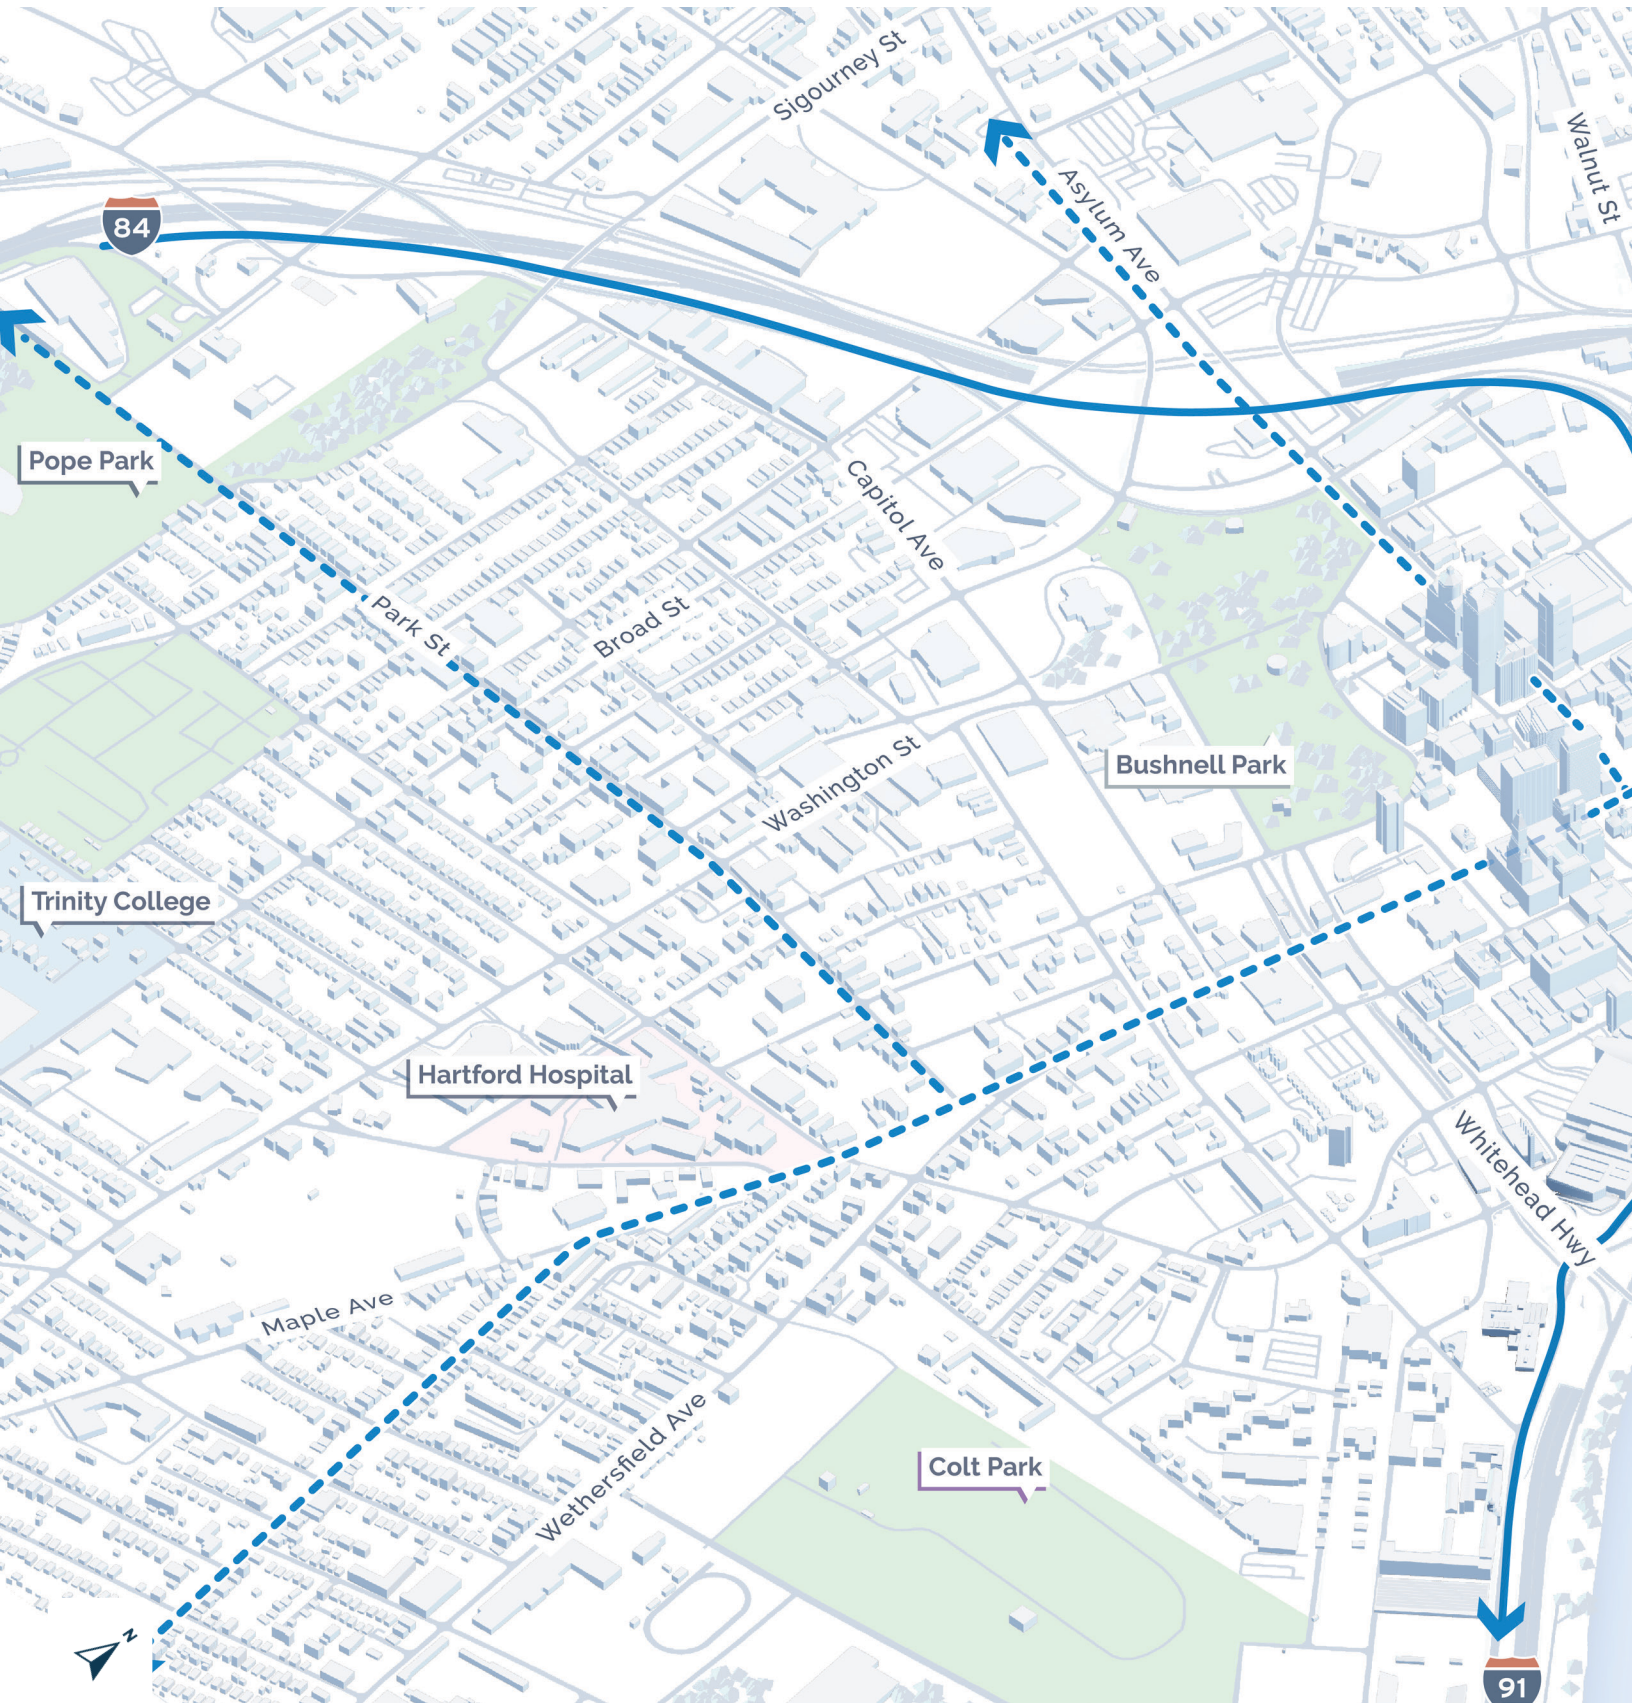 Sigourney St
Walnut St
Asylum Ave
84
Pope Park
Capitol Ave
Park St
Broad St
Washington St
Bushnell Park
Trinity College
Hartford Hospital
Whitehead Hwy
Maple Ave
Wethersfield Ave
Colt Park
N
91